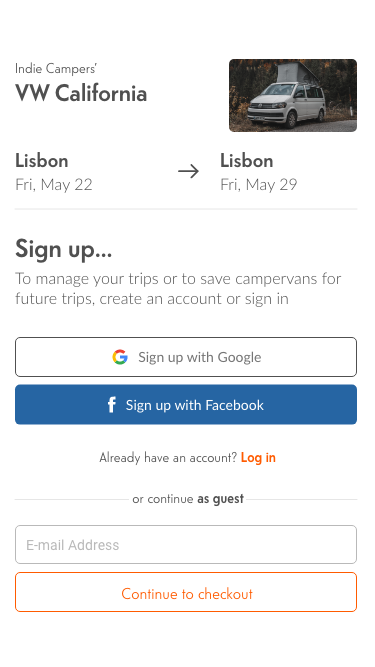 Indie Campers'
VW California
Lisbon
Fri, May 22
Lisbon
Fri, May 29
Sign up...
To manage your trips or to save campervans for
future trips, create an account or sign in
Sign up with Google
Sign up with Facebook
Already have an account? Log in
or continue as guest
E-mail Address
Continue to checkout